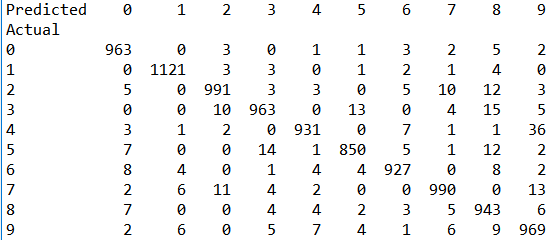 Predicted 0 1 2 3 4 5 6 7 8 9
Actual
0 963 0 3 0 1 1 3 2 5 2
1 0 1121 3 3 0 1 2 1 4 0
2 5 0 991 3 3 0 5 10 12 3
3 0 0 10 963 0 13 0 4 15 5
4 3 1 2 0 931 0 7 1 1 36
5 7 0 0 14 1 850 5 1 12 2
6 8 4 0 1 4 4 927 0 8 2
7 2 6 11 4 2 0 0 990 0 13
8 7 0 0 4 4 2 3 5 943 6
9 2 6 0 5 7 4 1 6 9 969